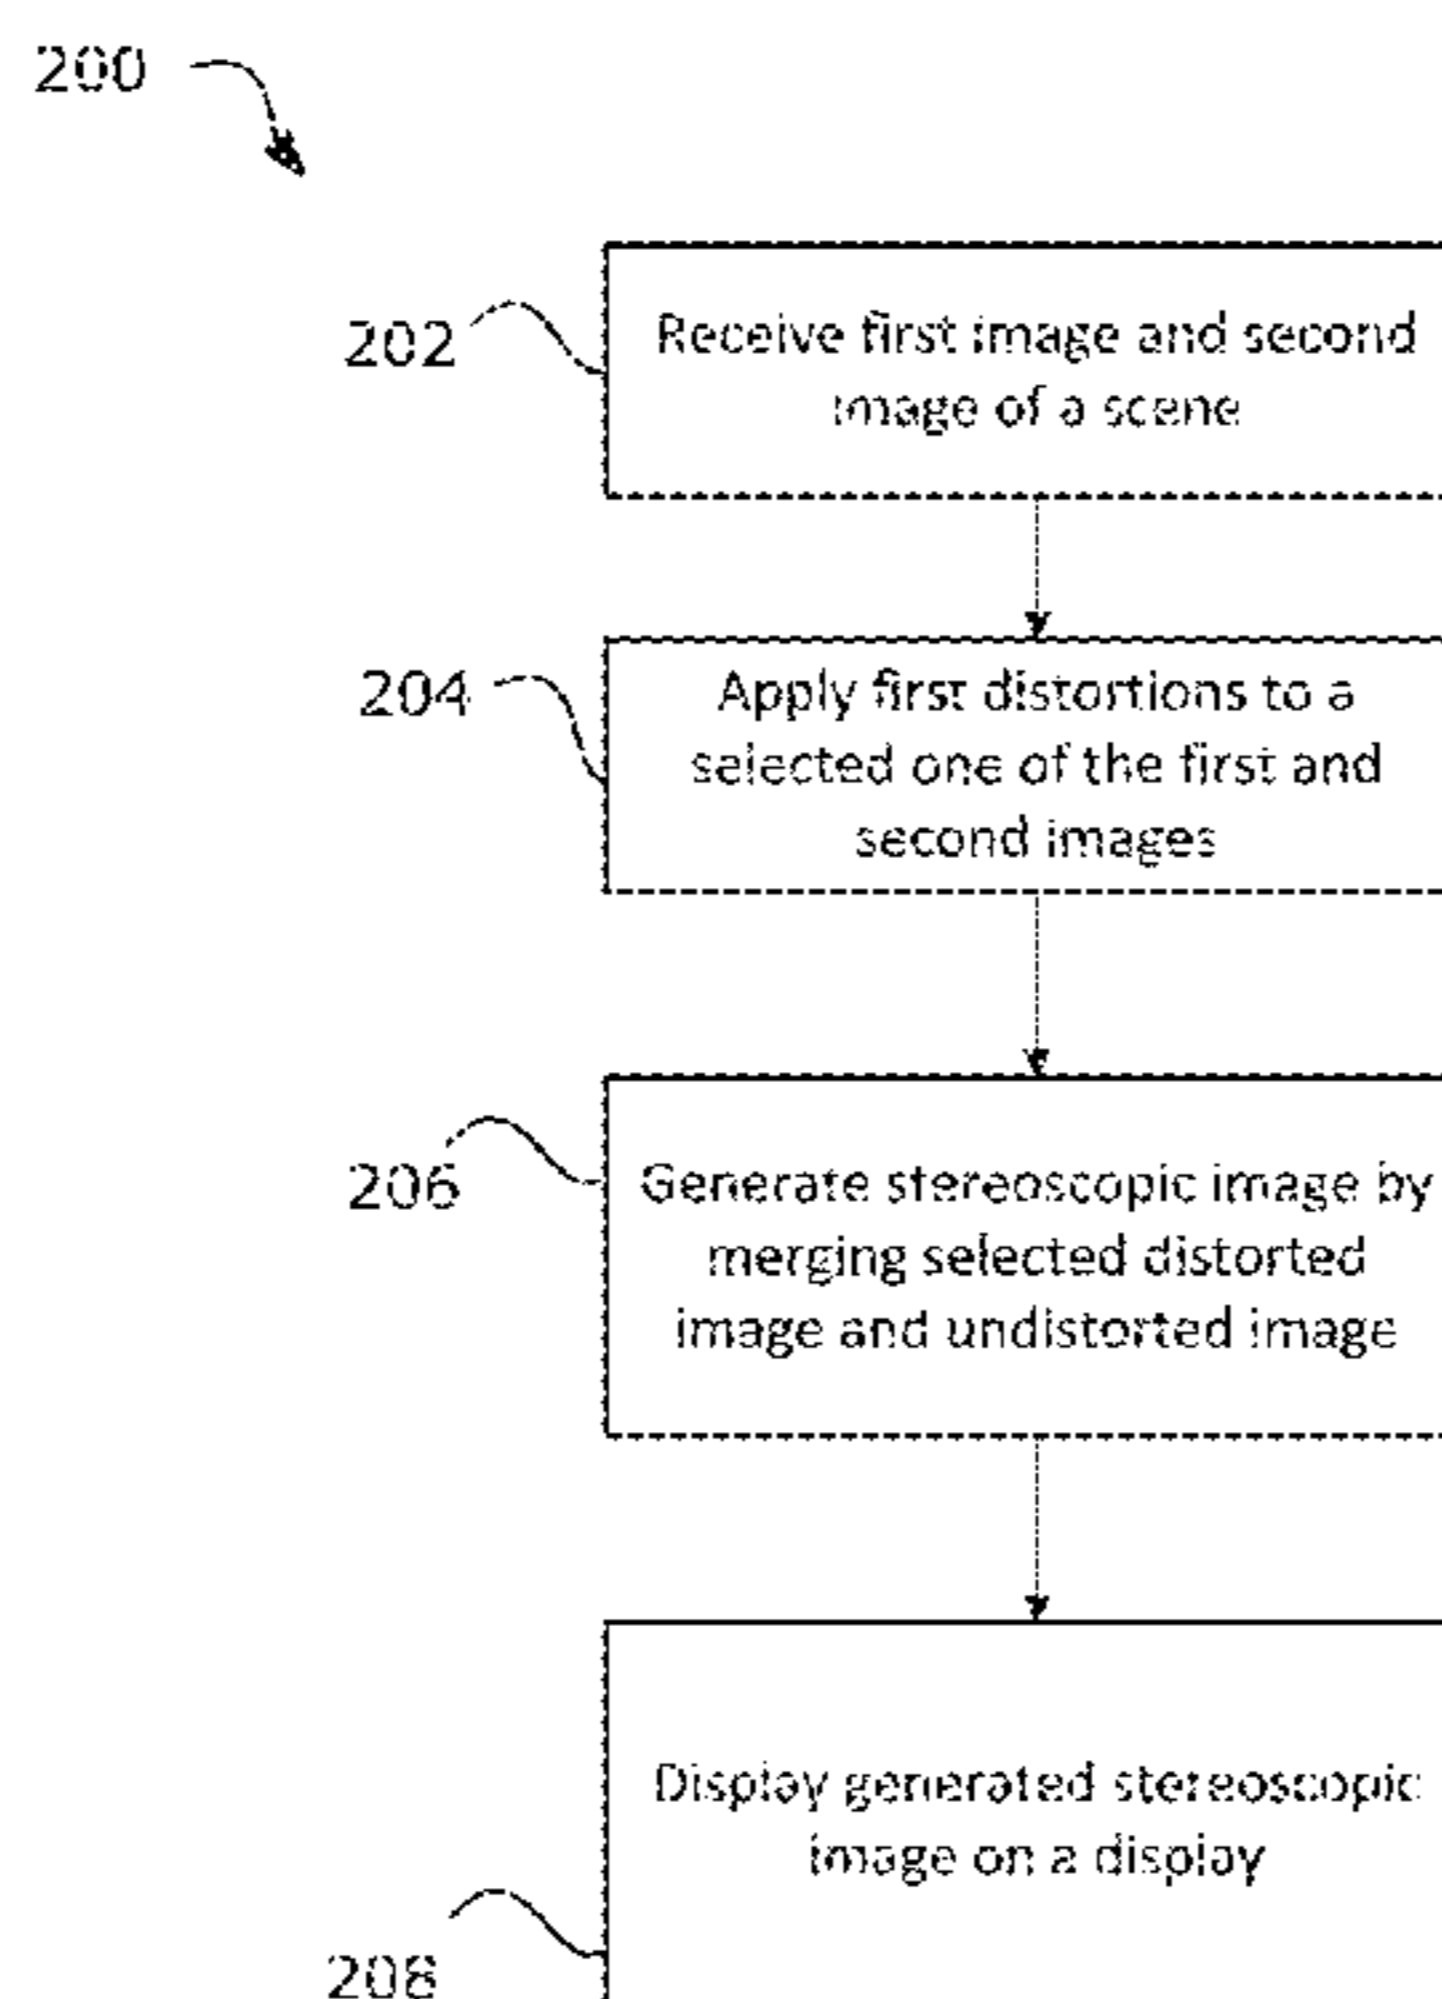 200
202
Receive first image and second
image of a scene
204
Apply first distortions to a
selected one of the first and
second images
206
Generate stereoscopic image by
merging selected distorted
image and undistorted image
Display generated stereoscopic
image on a display
208